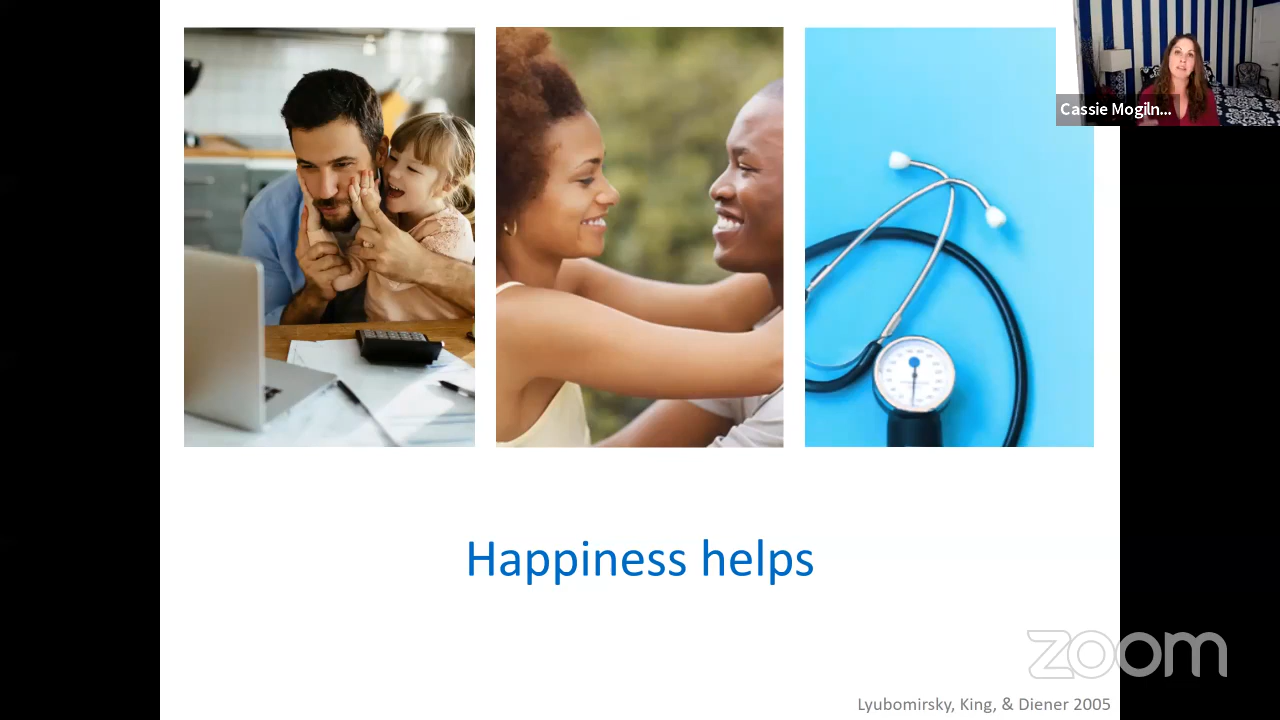 Cassie Mogiln...
Happiness helps
zoom
Lyubomirsky, King, & Diener 2005